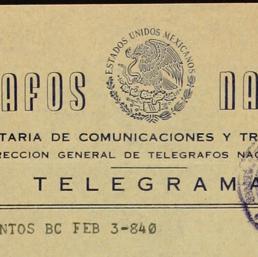 ESTADOS UNIDOS MEXICANOS
AFOS NA
TARIA DE COMUNICACIONES Y TR
DIRECCION GENERAL DE TELEGRAFOS NAC
TELEGRAMA
NTOS BC FEB 3-840